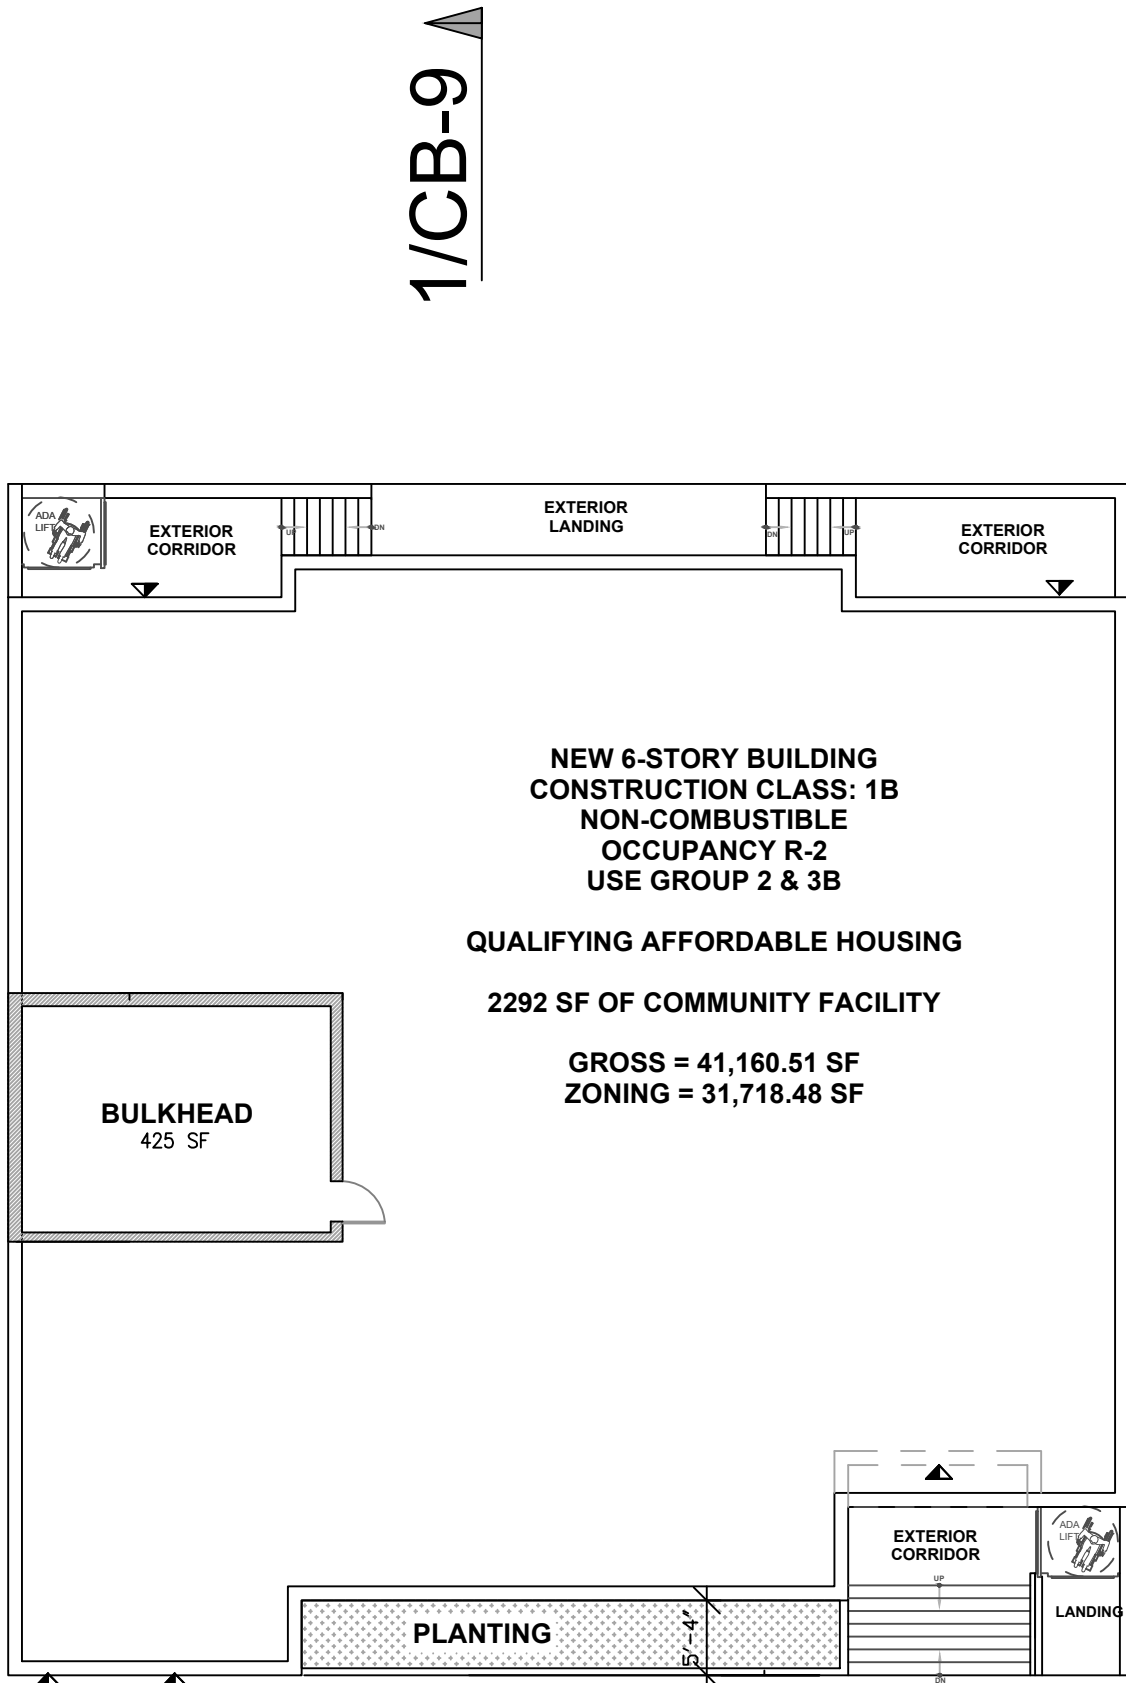 1/CB-9
ADA
LIFT
EXTERIOR
CORRIDOR
UP
DN
EXTERIOR
LANDING
DN
UP
EXTERIOR
CORRIDOR
NEW 6-STORY BUILDING
CONSTRUCTION CLASS: 1B
NON-COMBUSTIBLE
OCCUPANCY R-2
USE GROUP 2 & 3B
QUALIFYING AFFORDABLE HOUSING
2292 SF OF COMMUNITY FACILITY
GROSS = 41,160.51 SF
ZONING = 31,718.48 SF
BULKHEAD
425 SF
EXTERIOR
CORRIDOR
ADA
LIFT
UP
LANDING
PLANTING
5'-4"
DN